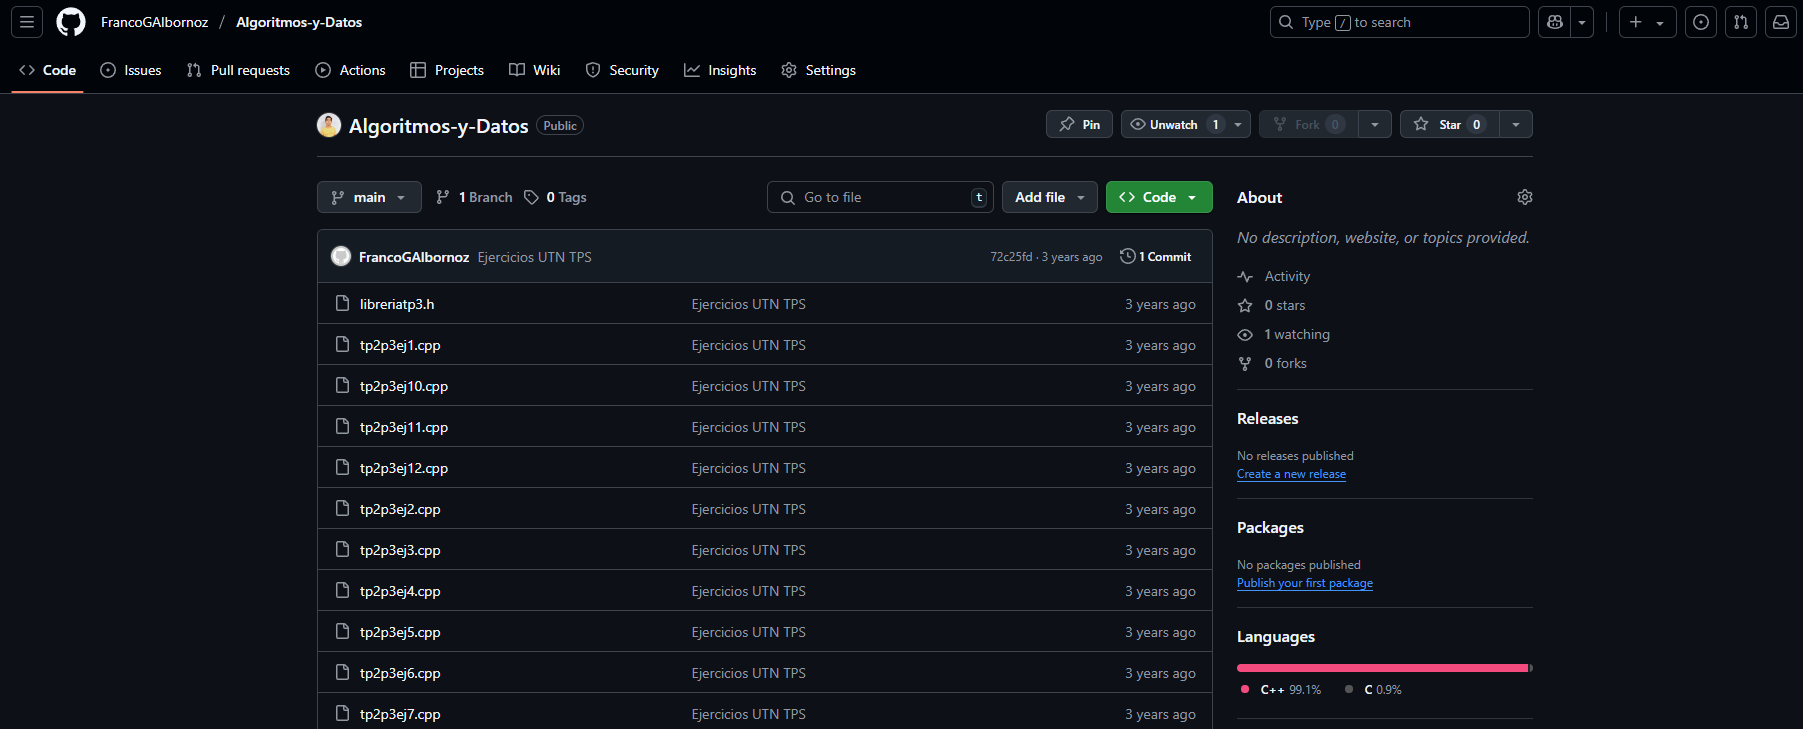 FrancoGAlbornoz / Algoritmos-y-Datos
Type / to search
Code Issues Pull requests Actions Projects Wiki Security Insights Settings
Algoritmos-y-Datos Public
Pin Unwatch 1 Fork 0 Star 0
main 1 Branch 0 Tags Go to file t Add file Code
FrancoGAlbornoz Ejercicios UTN TPS 72c25fd · 3 years ago 1 Commit
libreriatp3.h Ejercicios UTN TPS 3 years ago
tp2p3ej1.cpp Ejercicios UTN TPS 3 years ago
tp2p3ej10.cpp Ejercicios UTN TPS 3 years ago
tp2p3ej11.cpp Ejercicios UTN TPS 3 years ago
tp2p3ej12.cpp Ejercicios UTN TPS 3 years ago
tp2p3ej2.cpp Ejercicios UTN TPS 3 years ago
tp2p3ej3.cpp Ejercicios UTN TPS 3 years ago
tp2p3ej4.cpp Ejercicios UTN TPS 3 years ago
tp2p3ej5.cpp Ejercicios UTN TPS 3 years ago
tp2p3ej6.cpp Ejercicios UTN TPS 3 years ago
tp2p3ej7.cpp Ejercicios UTN TPS 3 years ago
About
No description, website, or topics provided.
Activity
0 stars
1 watching
0 forks
Releases
No releases published
Create a new release
Packages
No packages published
Publish your first package
Languages
C++ 99.1% C 0.9%